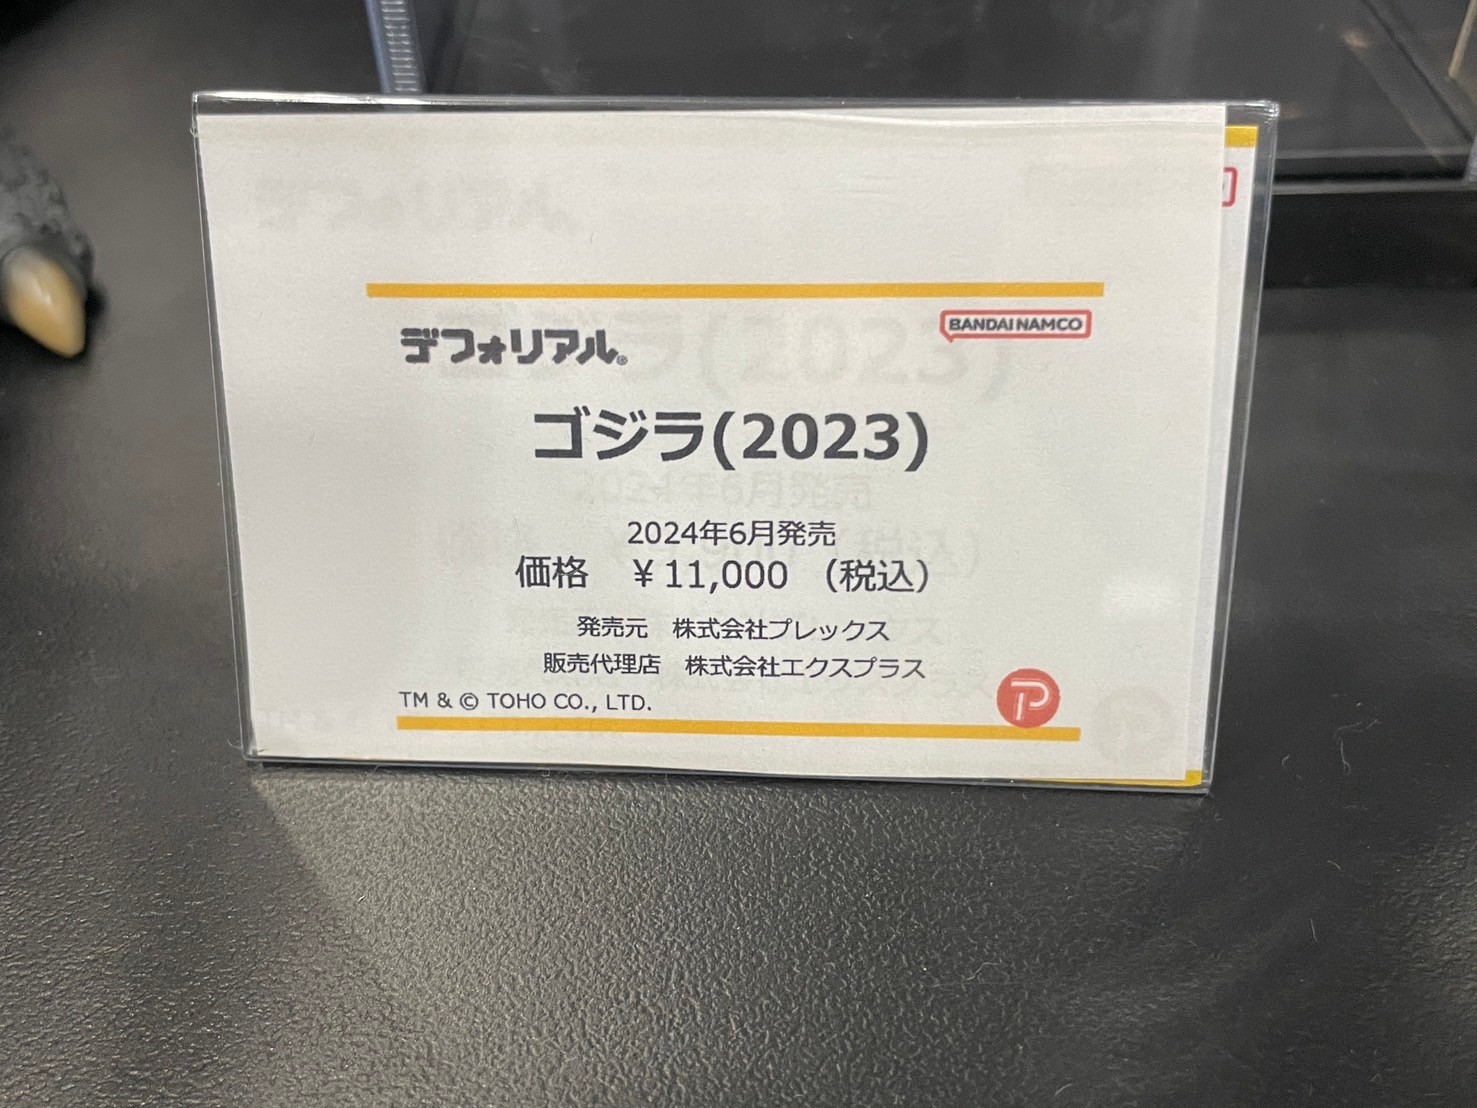 デフォリアル®
BANDAI NAMCO
ゴジラ(2023)
2024年6月発売
価格　￥11,000　(税込)
発売元　株式会社プレックス
販売代理店　株式会社エクスプラス
TM & © TOHO CO., LTD.